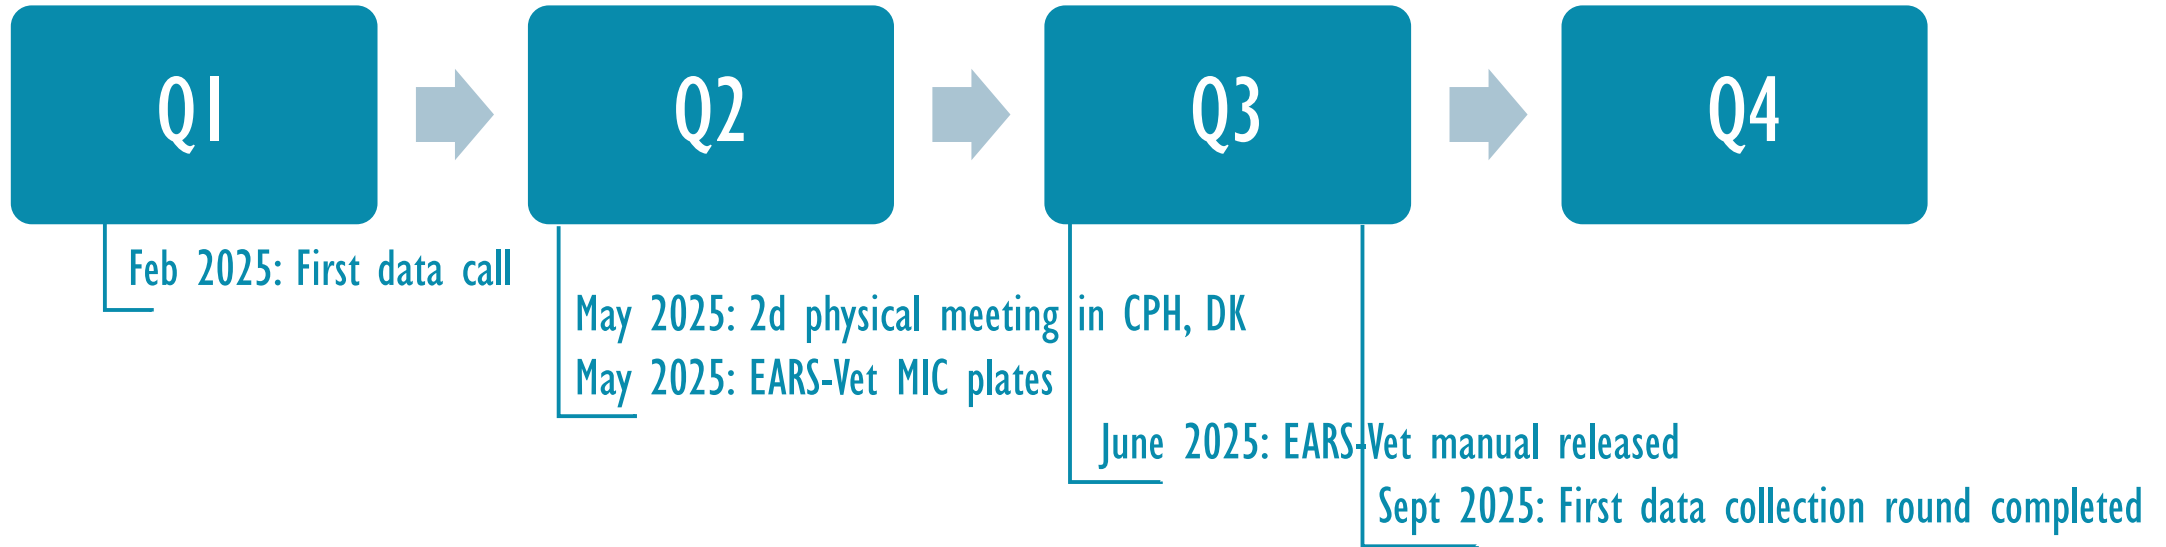 Q1
Q2
Q3
Q4
Feb 2025: First data call
May 2025: 2d physical meeting in CPH, DK
May 2025: EARS-Vet MIC plates
June 2025: EARS-Vet manual released
Sept 2025: First data collection round completed